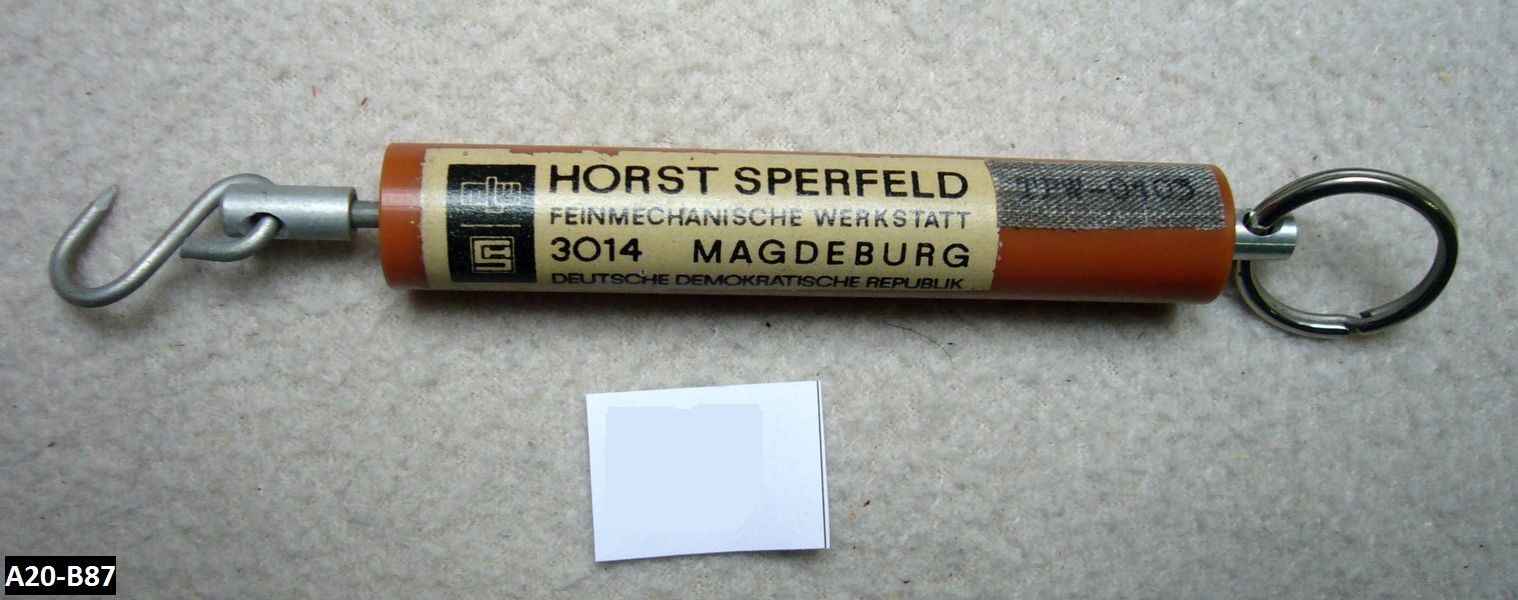 HORST SPERFELD
FEINMECHANISCHE WERKSTATT
3014 MAGDEBURG
DEUTSCHE DEMOKRATISCHE REPUBLIK
A20-B87